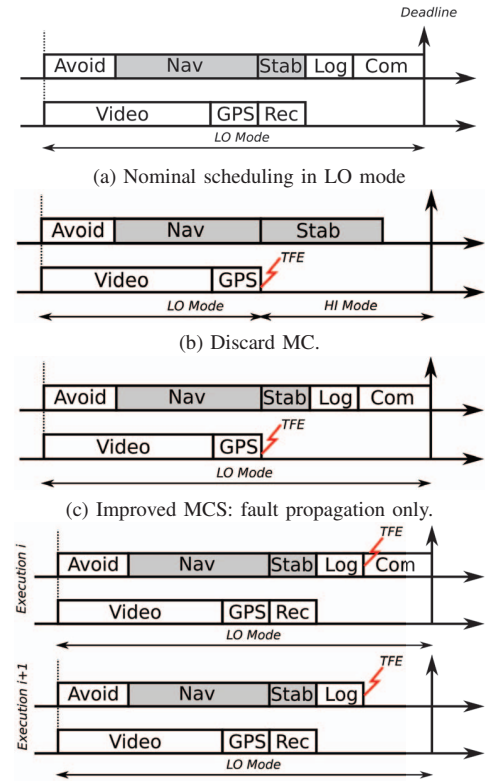 Deadline
Avoid Nav Stab Log Com
Video GPS Rec
LO Mode
(a) Nominal scheduling in LO mode
Avoid Nav Stab
TFE
Video GPS
LO Mode HI Mode
(b) Discard MC.
Avoid Nav Stab Log Com
TFE
Video GPS
LO Mode
(c) Improved MCS: fault propagation only.
TFE
Execution i
Avoid Nav Stab Log Com
Video GPS Rec
LO Mode
TFE
Execution i+1
Avoid Nav Stab Log
Video GPS Rec
LO Mode